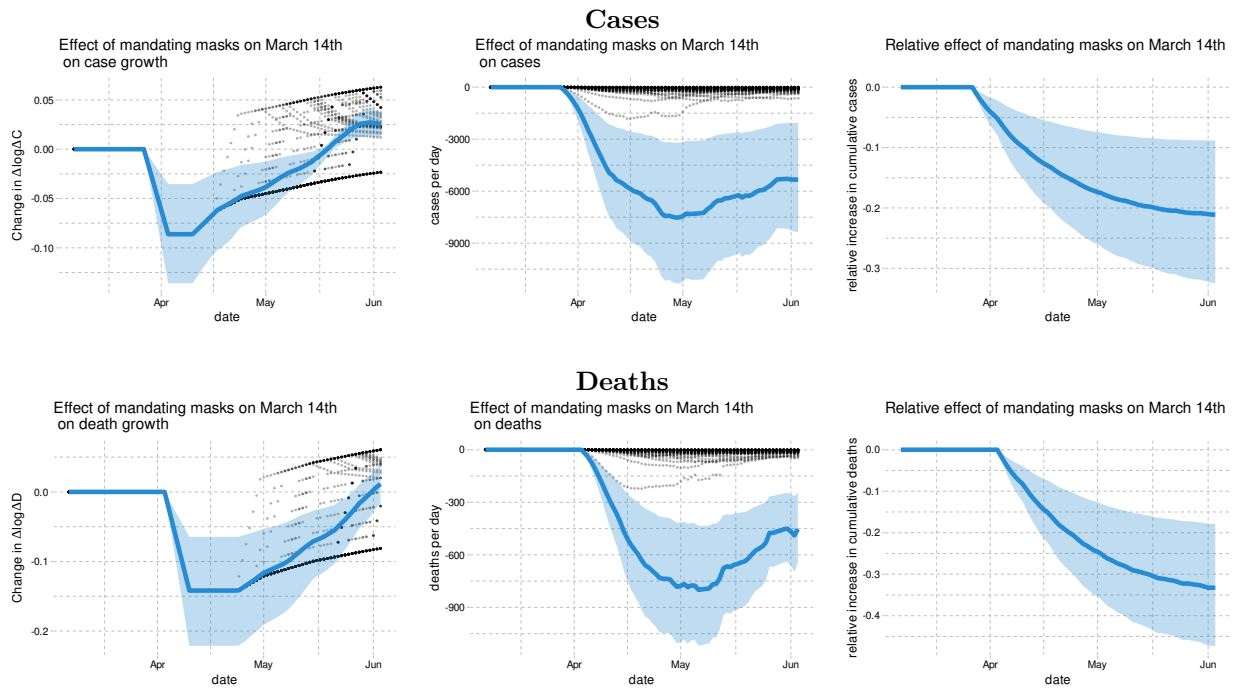 Cases
Effect of mandating masks on March 14th
on case growth
Change in ΔlogΔC
0.05
0.00
-0.05
-0.10
Apr
May
Jun
date
Effect of mandating masks on March 14th
on cases
cases per day
0
-3000
-6000
-9000
Apr
May
Jun
date
Relative effect of mandating masks on March 14th
relative increase in cumulative cases
0.0
-0.1
-0.2
-0.3
Apr
May
Jun
date
Deaths
Effect of mandating masks on March 14th
on death growth
Change in ΔlogΔD
0.0
-0.1
-0.2
Apr
May
Jun
date
Effect of mandating masks on March 14th
on deaths
deaths per day
0
-300
-600
-900
Apr
May
Jun
date
Relative effect of mandating masks on March 14th
relative increase in cumulative deaths
0.0
-0.1
-0.2
-0.3
-0.4
Apr
May
Jun
date